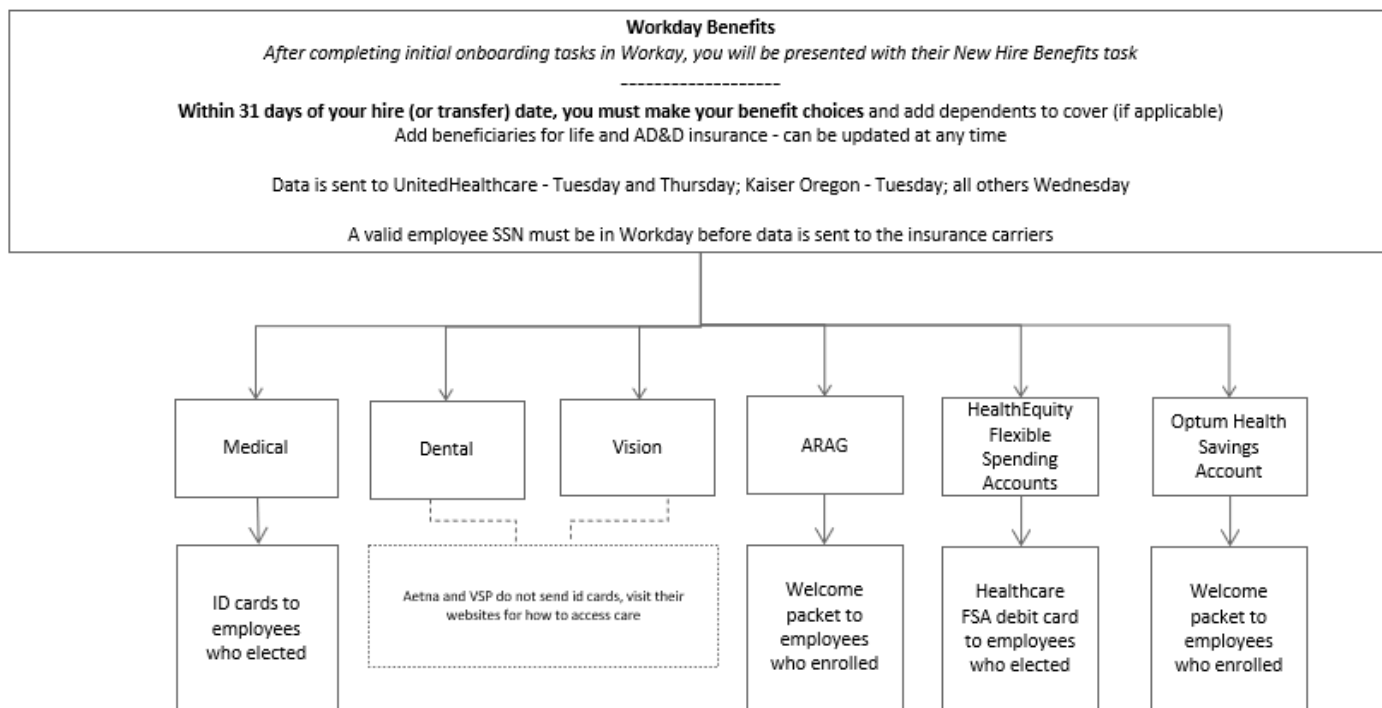 Workday Benefits
After completing initial onboarding tasks in Workay, you will be presented with their New Hire Benefits task
-------------------
Within 31 days of your hire (or transfer) date, you must make your benefit choices and add dependents to cover (if applicable)
Add beneficiaries for life and AD&D insurance - can be updated at any time
Data is sent to UnitedHealthcare - Tuesday and Thursday; Kaiser Oregon - Tuesday; all others Wednesday
A valid employee SSN must be in Workday before data is sent to the insurance carriers
Medical
Dental
Vision
ARAG
HealthEquity
Flexible
Spending
Accounts
Optum Health
Savings
Account
ID cards to
employees
who elected
Aetna and VSP do not send id cards, visit their
websites for how to access care
Welcome
packet to
employees
who enrolled
Healthcare
FSA debit card
to employees
who elected
Welcome
packet to
employees
who enrolled